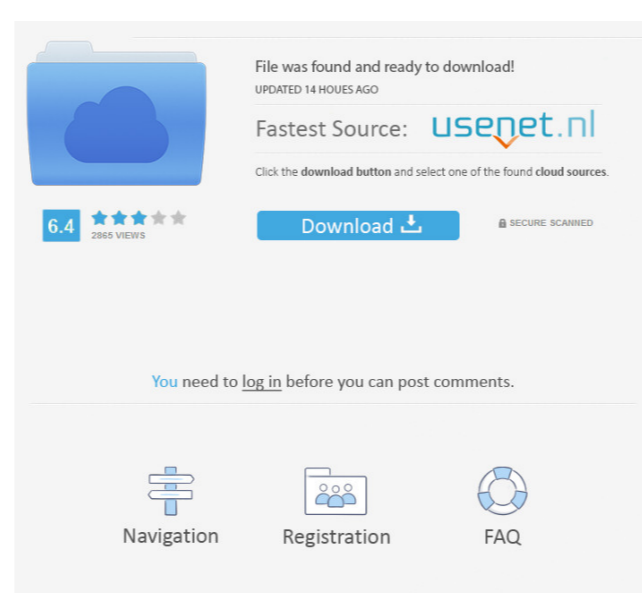 File was found and ready to download!
UPDATED 14 HOUES AGO
Fastest Source: usenet.nl
Click the download button and select one of the found cloud sources.
6.4
2865 VIEWS
Download
SECURE SCANNED
You need to log in before you can post comments.
Navigation
Registration
FAQ